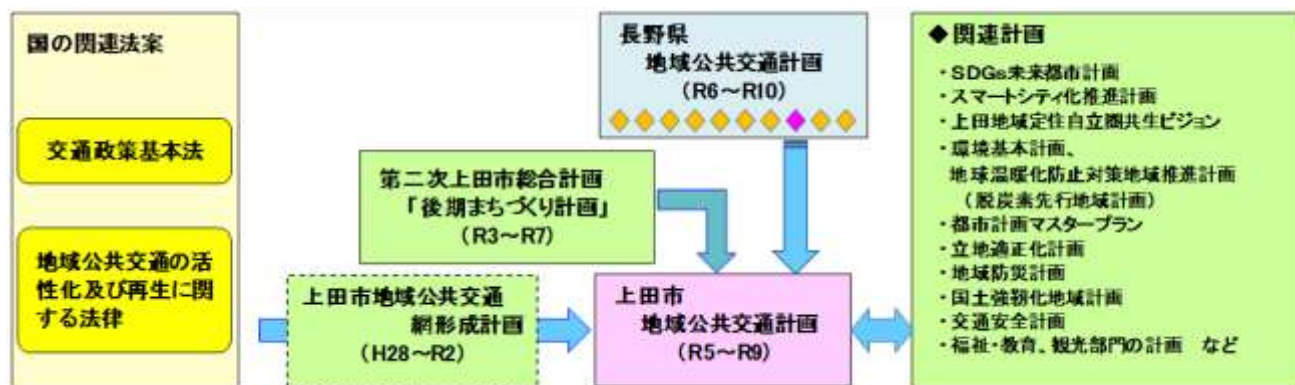 国の関連法案
交通政策基本法
地域公共交通の活
性化及び再生に関
する法律
長野県
地域公共交通計画
(R6～R10)
第二次上田市総合計画
「後期まちづくり計画」
(R3～R7)
上田市地域公共交通
網形成計画
(H28～R2)
上田市
地域公共交通計画
(R5～R9)
◆関連計画
・SDGs未来都市計画
・スマートシティ化推進計画
・上田地域定住自立圏共生ビジョン
・環境基本計画、
地球温暖化防止対策地域推進計画
(脱炭素先行地域計画)
・都市計画マスタープラン
・立地適正化計画
・地域防災計画
・国土強靭化地域計画
・交通安全計画
・福祉・教育、観光部門の計画 など